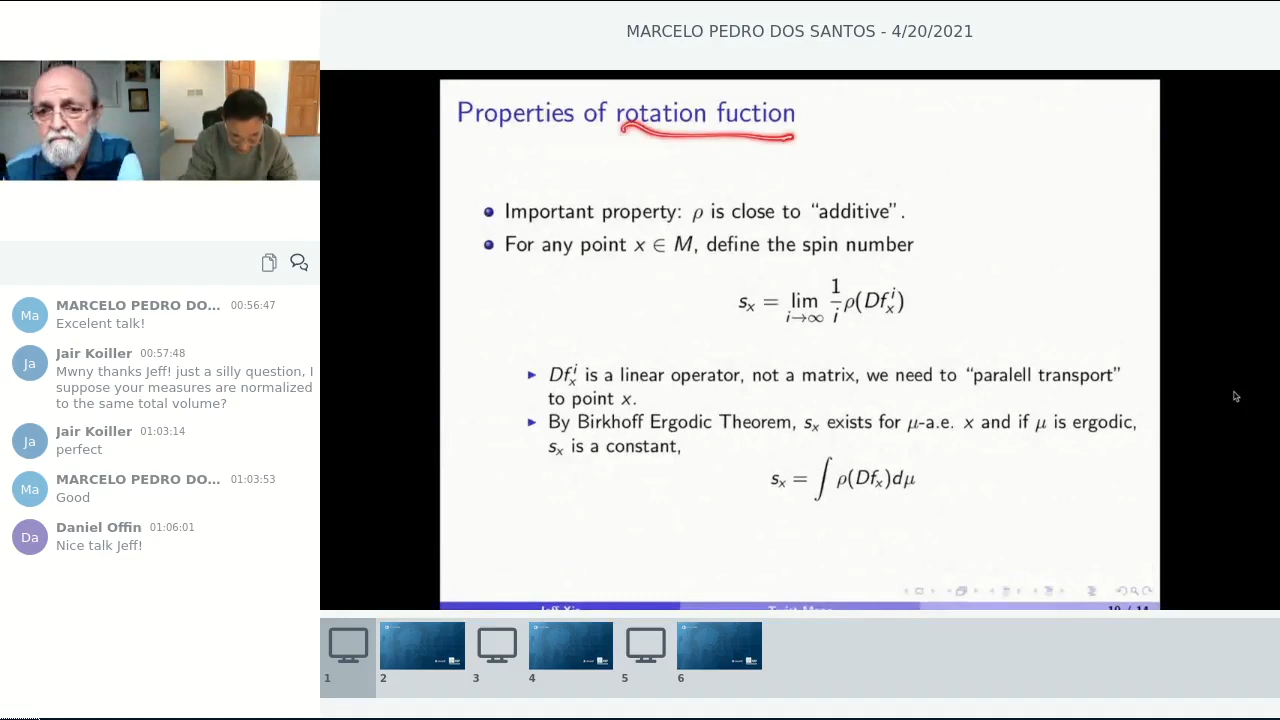 MARCELO PEDRO DOS SANTOS - 4/20/2021
Ma
MARCELO PEDRO DO... 00:56:47
Excelent talk!
Ja
Jair Koiller 00:57:48
Mwny thanks Jeff! just a silly question, I
suppose your measures are normalized
to the same total volume?
Ja
Jair Koiller 01:03:14
perfect
Ma
MARCELO PEDRO DO... 01:03:53
Good
Da
Daniel Offin 01:06:01
Nice talk Jeff!
Properties of rotation fuction
Important property: ρ is close to “additive”.
For any point x ∈ M, define the spin number
s_x = lim_{i→∞} 1/i ρ(Df_x^i)
Df_x^i is a linear operator, not a matrix, we need to “paralell transport”
to point x.
By Birkhoff Ergodic Theorem, s_x exists for μ-a.e. x and if μ is ergodic,
s_x is a constant,
s_x = ∫ ρ(Df_x)dμ
1 2 3 4 5 6